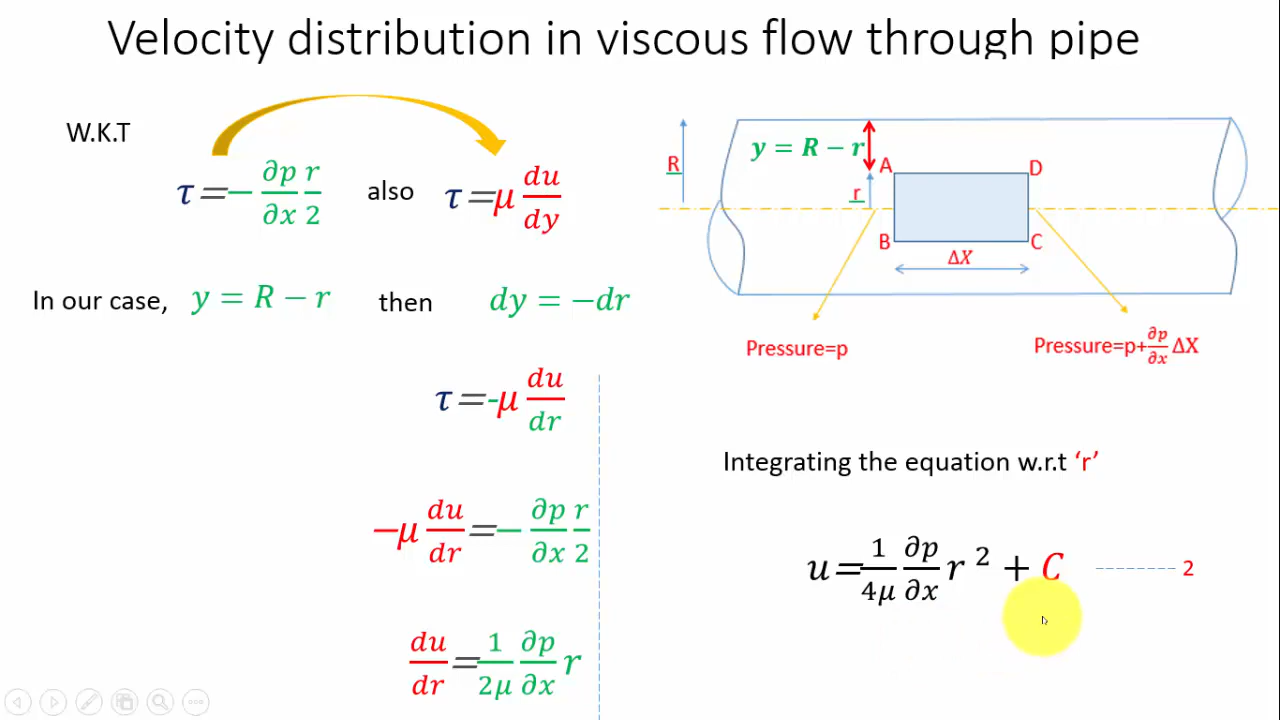 Velocity distribution in viscous flow through pipe
W.K.T
τ = − ∂p/∂x r/2 also τ = μ du/dy
In our case, y = R − r then dy = −dr
τ = -μ du/dr
−μ du/dr = − ∂p/∂x r/2
du/dr = 1/2μ ∂p/∂x r
R
y = R − r
A
D
r
B
C
ΔX
Pressure=p
Pressure=p+∂p/∂x ΔX
Integrating the equation w.r.t ‘r’
u = 1/4μ ∂p/∂x r² + C -------- 2